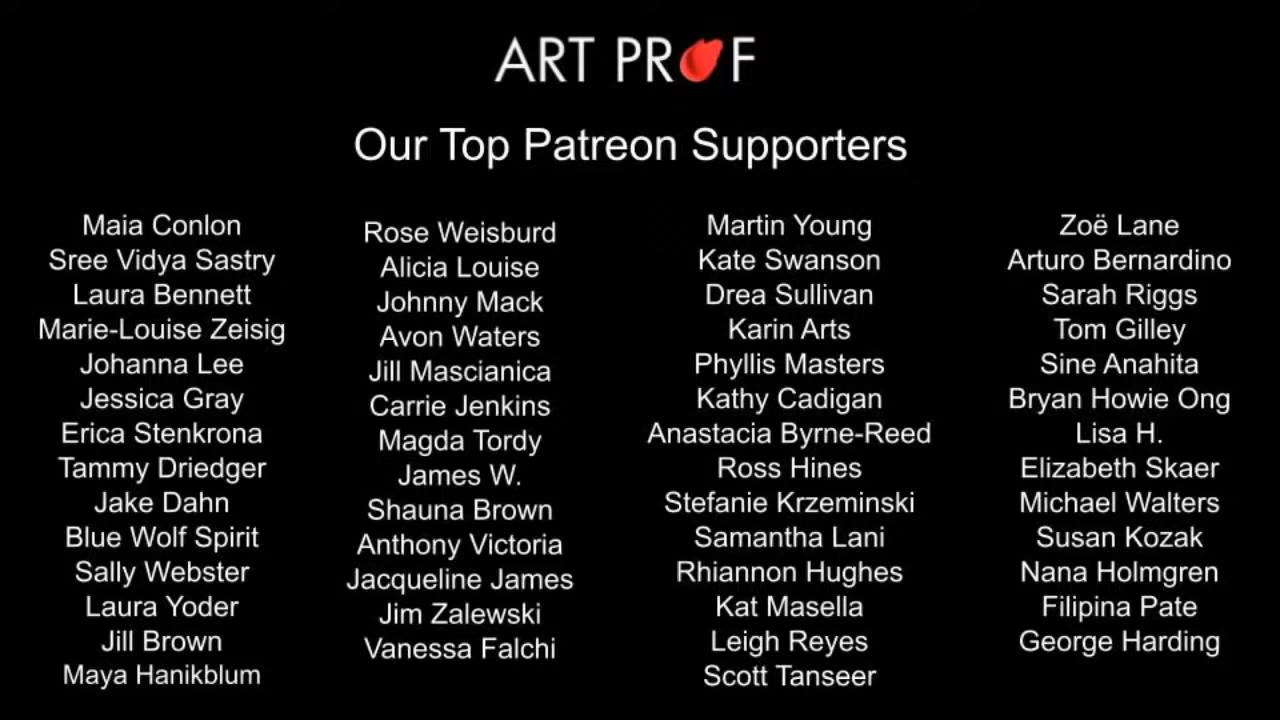 ART PROF
Our Top Patreon Supporters
Maia Conlon
Sree Vidya Sastry
Laura Bennett
Marie-Louise Zeisig
Johanna Lee
Jessica Gray
Erica Stenkrona
Tammy Driedger
Jake Dahn
Blue Wolf Spirit
Sally Webster
Laura Yoder
Jill Brown
Maya Hanikblum
Rose Weisburd
Alicia Louise
Johnny Mack
Avon Waters
Jill Mascianica
Carrie Jenkins
Magda Tordy
James W.
Shauna Brown
Anthony Victoria
Jacqueline James
Jim Zalewski
Vanessa Falchi
Martin Young
Kate Swanson
Drea Sullivan
Karin Arts
Phyllis Masters
Kathy Cadigan
Anastacia Byrne-Reed
Ross Hines
Stefanie Krzeminski
Samantha Lani
Rhiannon Hughes
Kat Masella
Leigh Reyes
Scott Tanseer
Zoë Lane
Arturo Bernardino
Sarah Riggs
Tom Gilley
Sine Anahita
Bryan Howie Ong
Lisa H.
Elizabeth Skaer
Michael Walters
Susan Kozak
Nana Holmgren
Filipina Pate
George Harding